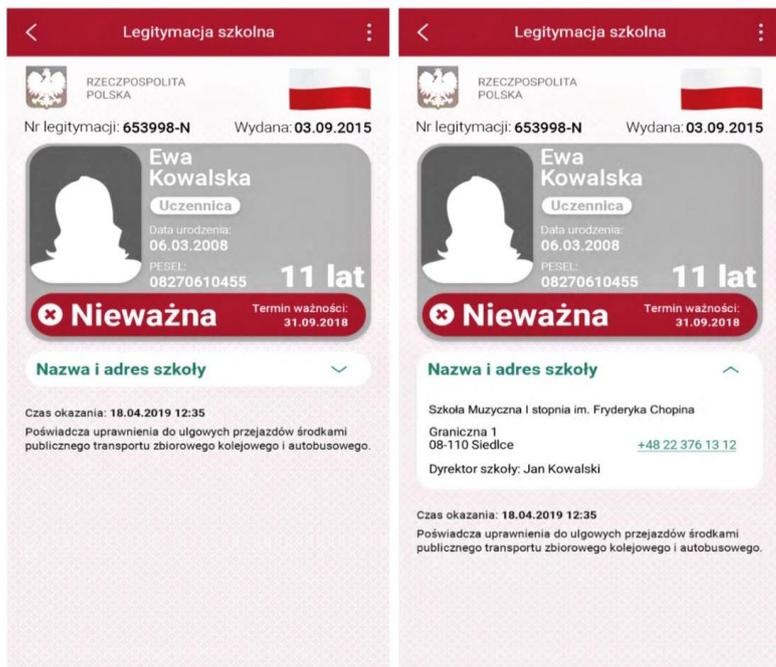 Legitymacja szkolna
RZECZPOSPOLITA
POLSKA
Nr legitymacji: 653998-N Wydana: 03.09.2015
Ewa
Kowalska
Uczennica
Data urodzenia:
06.03.2008
PESEL:
08270610455 11 lat
Nieważna Termin ważności:
31.09.2018
Nazwa i adres szkoły
Czas okazania: 18.04.2019 12:35
Poświadcza uprawnienia do ulgowych przejazdów środkami
publicznego transportu zbiorowego kolejowego i autobusowego.
Legitymacja szkolna
RZECZPOSPOLITA
POLSKA
Nr legitymacji: 653998-N Wydana: 03.09.2015
Ewa
Kowalska
Uczennica
Data urodzenia:
06.03.2008
PESEL:
08270610455 11 lat
Nieważna Termin ważności:
31.09.2018
Nazwa i adres szkoły
Szkoła Muzyczna I stopnia im. Fryderyka Chopina
Graniczna 1
08-110 Siedlce +48 22 376 13 12
Dyrektor szkoły: Jan Kowalski
Czas okazania: 18.04.2019 12:35
Poświadcza uprawnienia do ulgowych przejazdów środkami
publicznego transportu zbiorowego kolejowego i autobusowego.